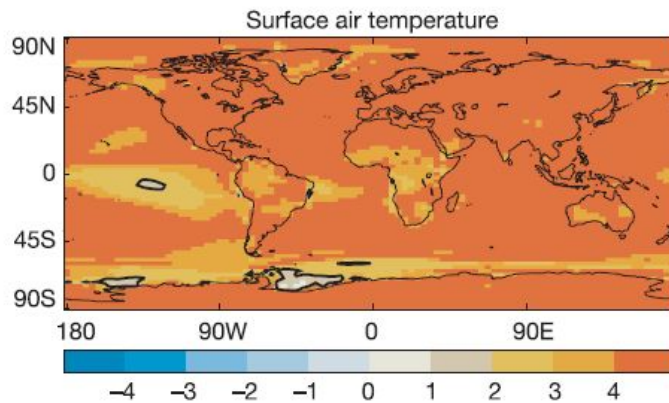 Surface air temperature
90N
45N
0
45S
90S
180 90W 0 90E
–4 –3 –2 –1 0 1 2 3 4